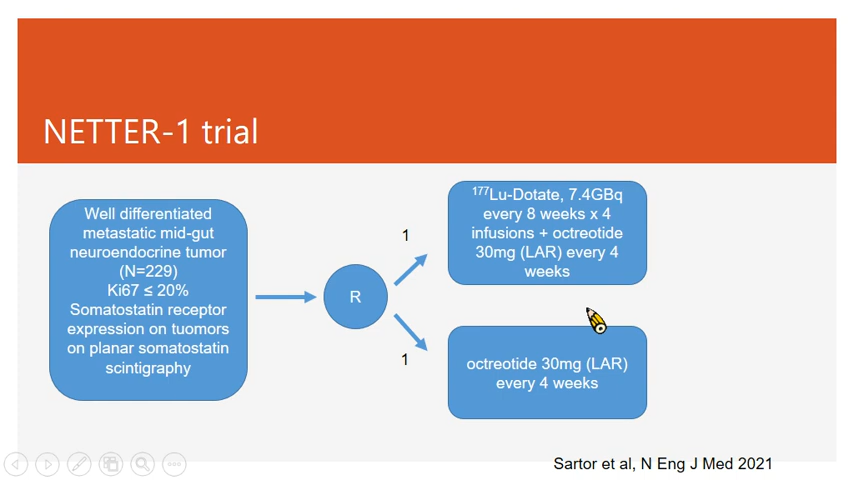 NETTER-1 trial
Well differentiated
metastatic mid-gut
neuroendocrine tumor
(N=229)
Ki67 ≤ 20%
Somatostatin receptor
expression on tuomors
on planar somatostatin
scintigraphy
R
1
1
¹⁷⁷Lu-Dotate, 7.4GBq
every 8 weeks x 4
infusions + octreotide
30mg (LAR) every 4
weeks
octreotide 30mg (LAR)
every 4 weeks
Sartor et al, N Eng J Med 2021